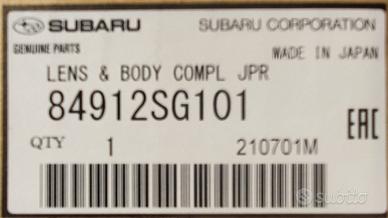 SUBARU SUBARU CORPORATION
GENUINE PARTS MADE IN JAPAN
LENS & BODY COMPL JPR
84912SG101
EAC
QTY 1 210701M
subito